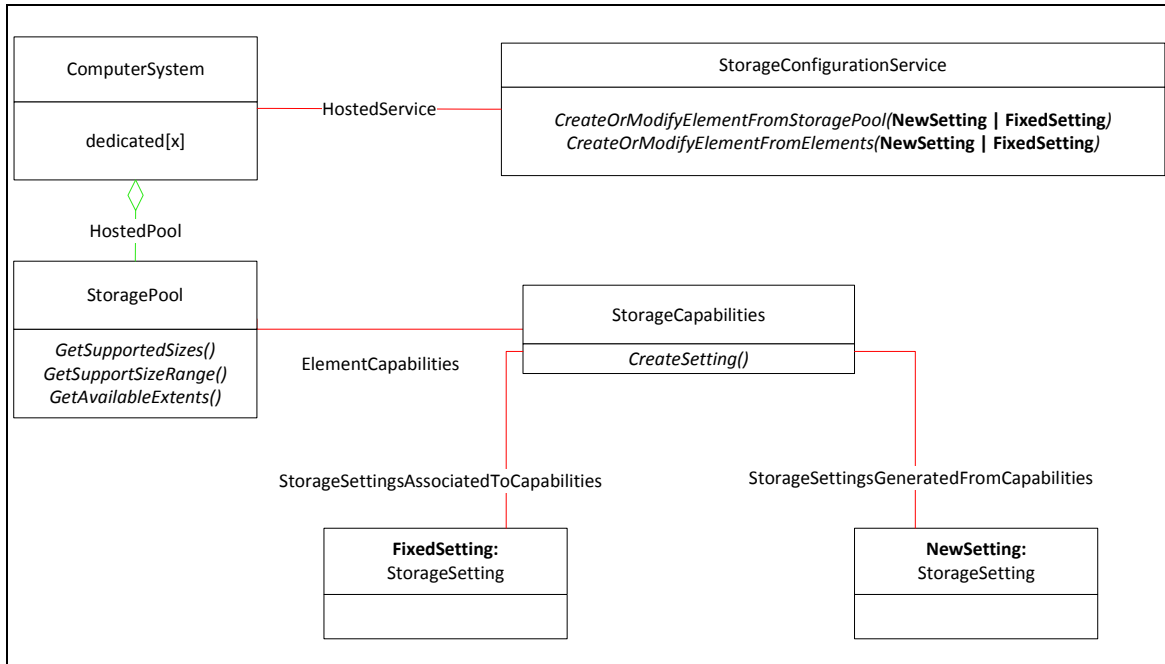 ComputerSystem
dedicated[x]
HostedService
StorageConfigurationService
CreateOrModifyElementFromStoragePool(NewSetting | FixedSetting)
CreateOrModifyElementFromElements(NewSetting | FixedSetting)
HostedPool
StoragePool
GetSupportedSizes()
GetSupportSizeRange()
GetAvailableExtents()
ElementCapabilities
StorageCapabilities
CreateSetting()
StorageSettingsAssociatedToCapabilities
StorageSettingsGeneratedFromCapabilities
FixedSetting:
StorageSetting
NewSetting:
StorageSetting